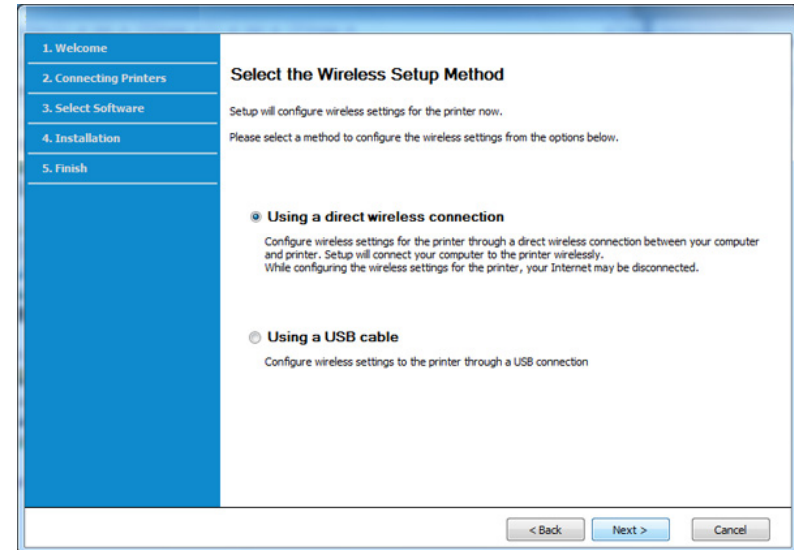 1. Welcome
2. Connecting Printers
3. Select Software
4. Installation
5. Finish
Select the Wireless Setup Method
Setup will configure wireless settings for the printer now.
Please select a method to configure the wireless settings from the options below.
Using a direct wireless connection
Configure wireless settings for the printer through a direct wireless connection between your computer
and printer. Setup will connect your computer to the printer wirelessly.
While configuring the wireless settings for the printer, your Internet may be disconnected.
Using a USB cable
Configure wireless settings to the printer through a USB connection
< Back
Next >
Cancel